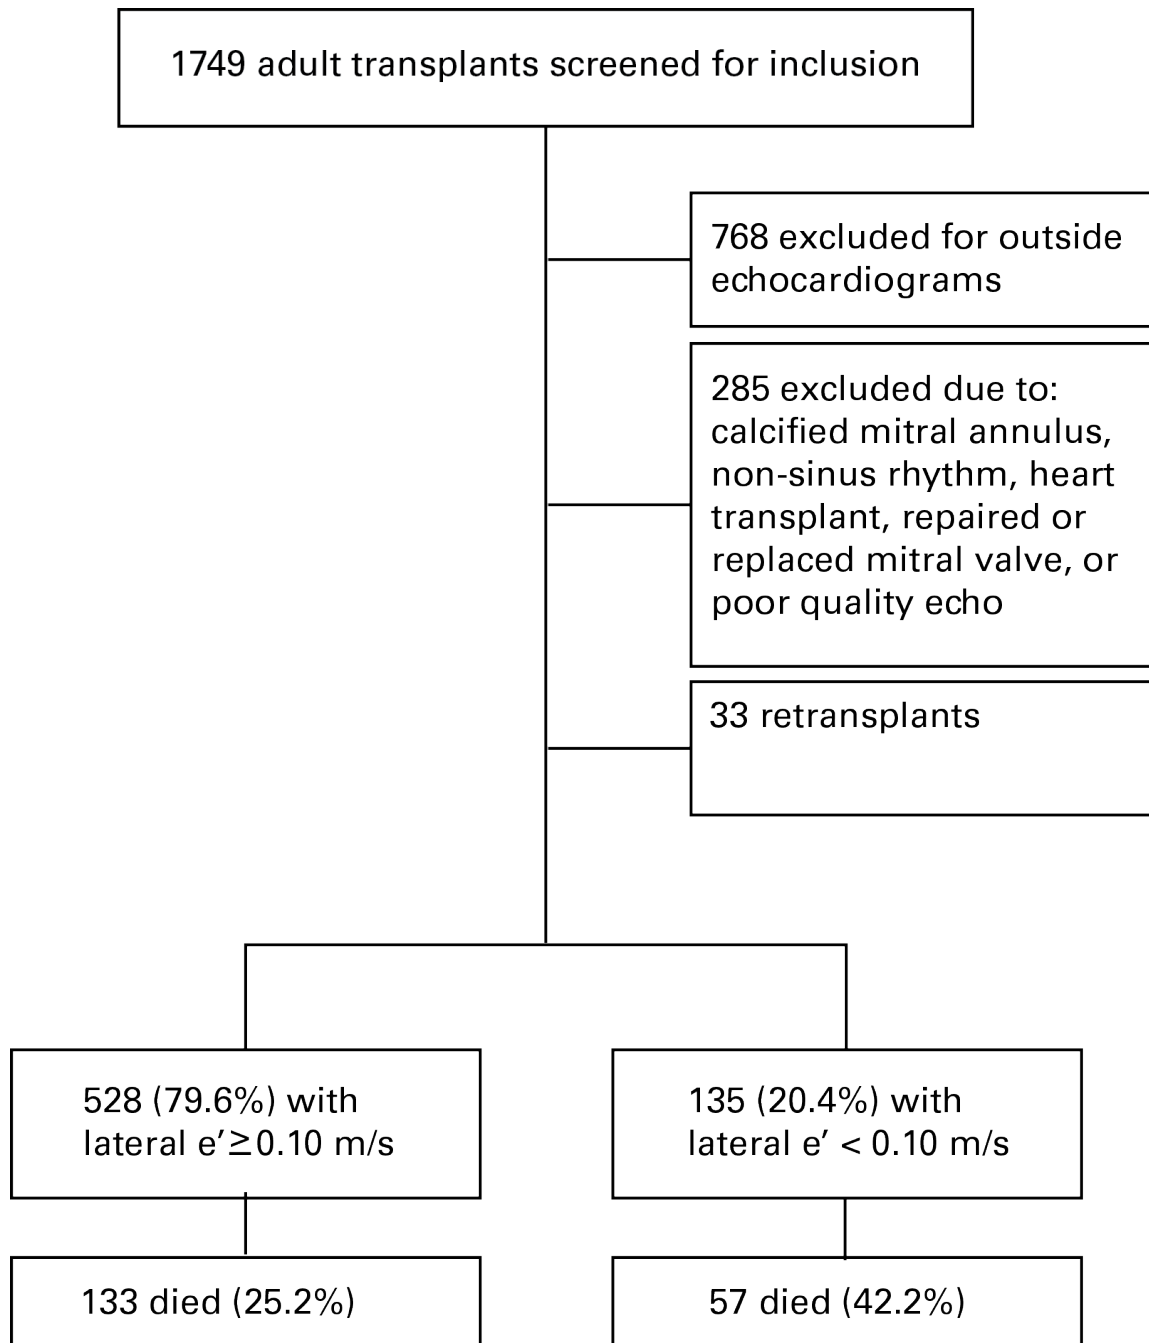 1749 adult transplants screened for inclusion
768 excluded for outside
echocardiograms
285 excluded due to:
calcified mitral annulus,
non-sinus rhythm, heart
transplant, repaired or
replaced mitral valve, or
poor quality echo
33 retransplants
528 (79.6%) with
lateral e′ ≥ 0.10 m/s
135 (20.4%) with
lateral e′ < 0.10 m/s
133 died (25.2%)
57 died (42.2%)